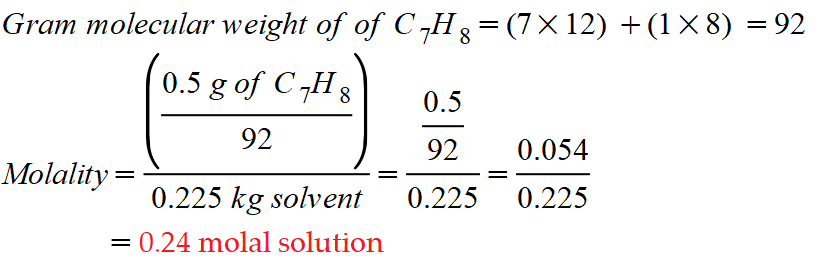 Gram molecular weight of of C₇H₈ = (7 × 12) + (1 × 8) = 92
Molality = ((0.5 g of C₇H₈)/92)/(0.225 kg solvent) = (0.5/92)/0.225 = 0.054/0.225
= 0.24 molal solution